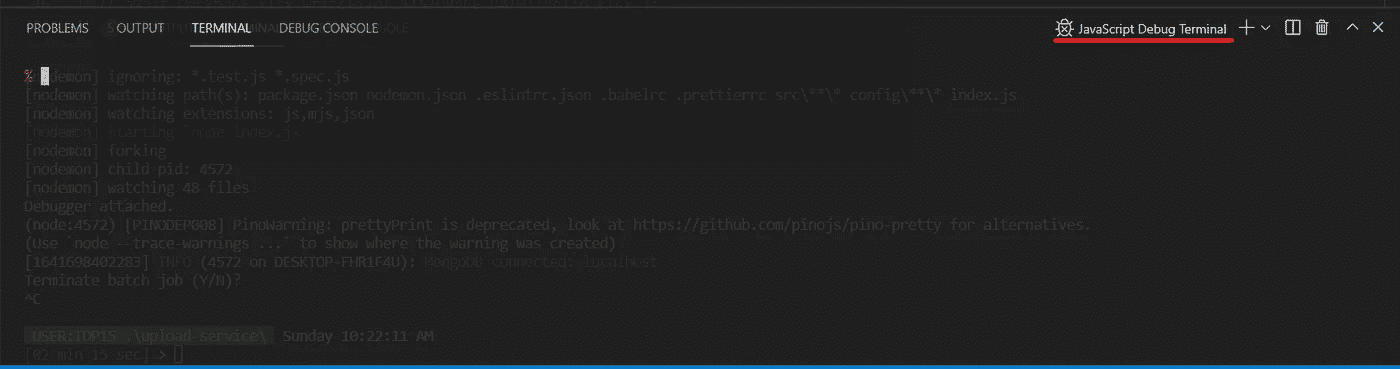 PROBLEMS OUTPUT TERMINAL DEBUG CONSOLE JavaScript Debug Terminal
% [nodemon] ignoring: *.test.js *.spec.js
[nodemon] watching path(s): package.json nodemon.json .eslintrc.json .babelrc .prettierrc src\**\* config\**\* index.js
[nodemon] watching extensions: js,mjs,json
[nodemon] starting `node index.js`
[nodemon] forking
[nodemon] child pid: 4572
[nodemon] watching 48 files
Debugger attached.
(node:4572) [PINODEP008] PinoWarning: prettyPrint is deprecated, look at https://github.com/pinojs/pino-pretty for alternatives.
(Use `node --trace-warnings ...` to show where the warning was created)
[1641698402283] INFO (4572 on DESKTOP-FHR1F4U): MongoDB connected: localhost
Terminate batch job (Y/N)?
^C
USER:TDP15 .\upload-service\ Sunday 10:22:11 AM
[02 min 15 sec] >